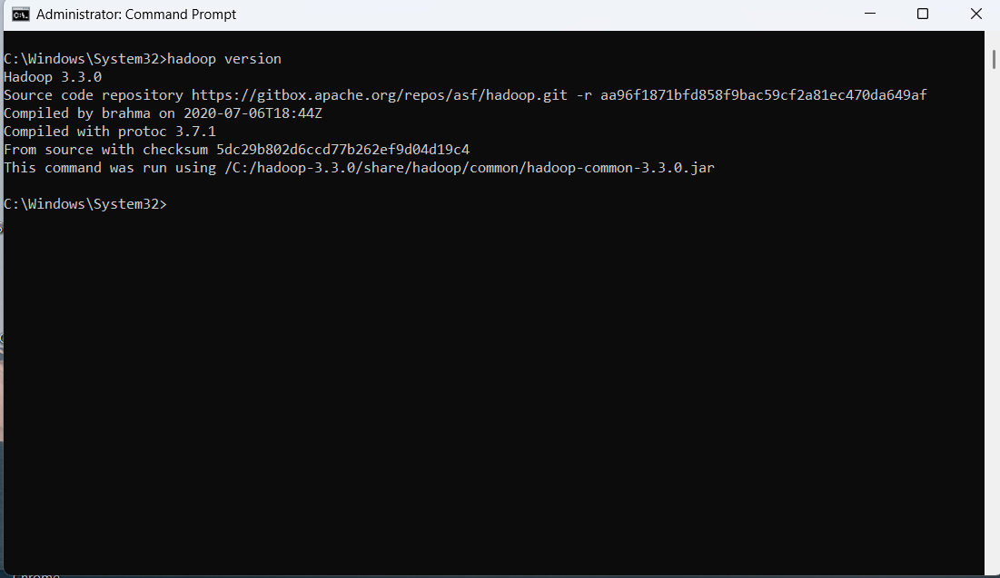 Administrator: Command Prompt
C:\Windows\System32>hadoop version
Hadoop 3.3.0
Source code repository https://gitbox.apache.org/repos/asf/hadoop.git -r aa96f1871bfd858f9bac59cf2a81ec470da649af
Compiled by brahma on 2020-07-06T18:44Z
Compiled with protoc 3.7.1
From source with checksum 5dc29b802d6ccd77b262ef9d04d19c4
This command was run using /C:/hadoop-3.3.0/share/hadoop/common/hadoop-common-3.3.0.jar
C:\Windows\System32>
Chrome